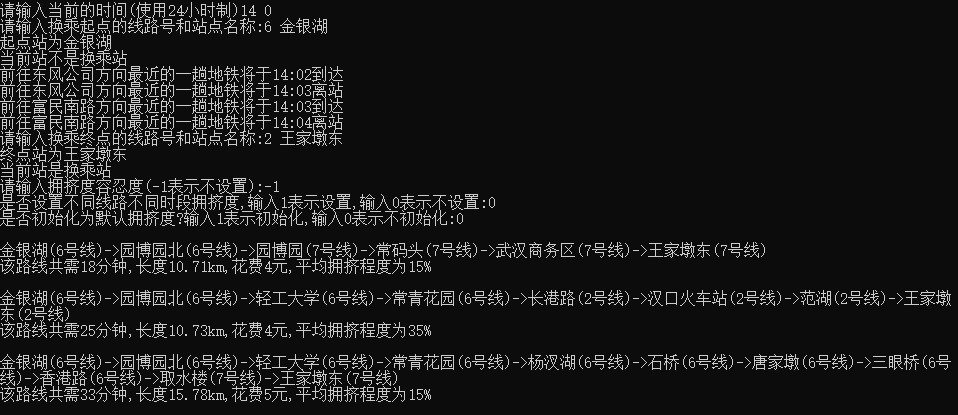 请输入当前的时间(使用24小时制)14 0
请输入换乘起点的线路号和站点名称:6 金银湖
起点站为金银湖
当前站不是换乘站
前往东风公司方向最近的一趟地铁将于14:02到达
前往东风公司方向最近的一趟地铁将于14:03离站
前往富民南路方向最近的一趟地铁将于14:03到达
前往富民南路方向最近的一趟地铁将于14:04离站
请输入换乘终点的线路号和站点名称:2 王家墩东
终点站为王家墩东
当前站是换乘站
请输入拥挤度容忍度(-1表示不设置):-1
是否设置不同线路不同时段拥挤度,输入1表示设置,输入0表示不设置:0
是否初始化为默认拥挤度?输入1表示初始化,输入0表示不初始化:0
金银湖(6号线)->园博园北(6号线)->园博园(7号线)->常码头(7号线)->武汉商务区(7号线)->王家墩东(7号线)
该路线共需18分钟,长度10.71km,花费4元,平均拥挤程度为15%
金银湖(6号线)->园博园北(6号线)->轻工大学(6号线)->常青花园(6号线)->长港路(2号线)->汉口火车站(2号线)->范湖(2号线)->王家墩
东(2号线)
该路线共需25分钟,长度10.73km,花费4元,平均拥挤程度为35%
金银湖(6号线)->园博园北(6号线)->轻工大学(6号线)->常青花园(6号线)->杨汊湖(6号线)->石桥(6号线)->唐家墩(6号线)->三眼桥(6号
线)->香港路(6号线)->取水楼(7号线)->王家墩东(7号线)
该路线共需33分钟,长度15.78km,花费5元,平均拥挤程度为15%